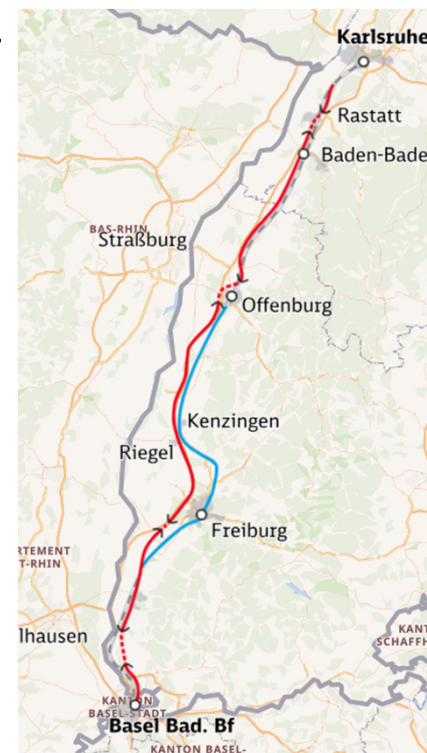 Karlsruhe
Rastatt
Baden-Bade
BAS-RHIN
Straßburg
Offenburg
Kenzingen
Riegel
Freiburg
RTEMENT
T-RHIN
lhausen
KANT
SCHAFFH
KANTON
BASEL-STADT
Basel Bad. Bf
KANTON BASEL-